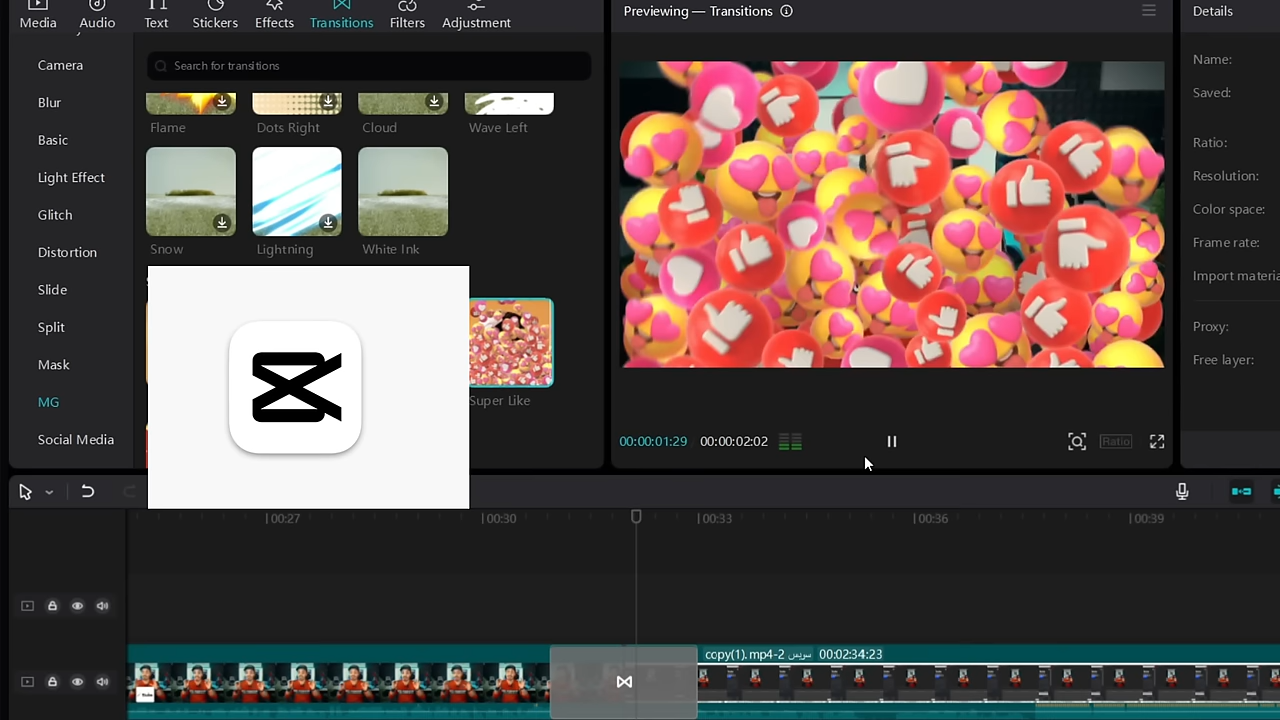 Media
Audio
Text
Stickers
Effects
Transitions
Filters
Adjustment
Camera
Blur
Basic
Light Effect
Glitch
Distortion
Slide
Split
Mask
MG
Social Media
Search for transitions
Flame
Dots Right
Cloud
Wave Left
Snow
Lightning
White Ink
Super Like
Previewing — Transitions
00:00:01:29 00:00:02:02
Ratio
Details
Name:
Saved:
Ratio:
Resolution:
Color space:
Frame rate:
Import materia
Proxy:
Free layer:
00:27
00:30
00:33
00:36
00:39
copy(1).mp4-2 سویس 00:02:34:23